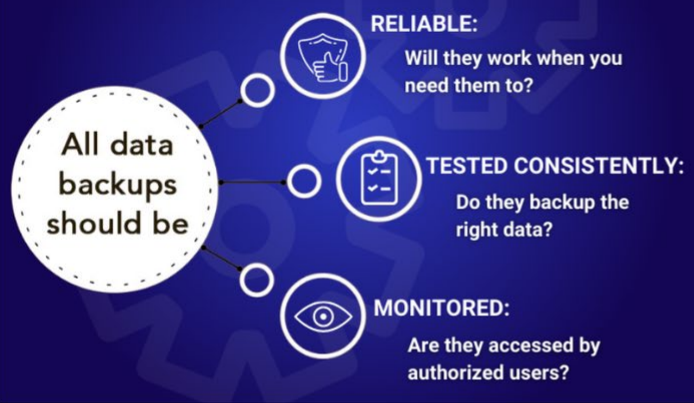 All data
backups
should be
RELIABLE:
Will they work when you
need them to?
TESTED CONSISTENTLY:
Do they backup the
right data?
MONITORED:
Are they accessed by
authorized users?